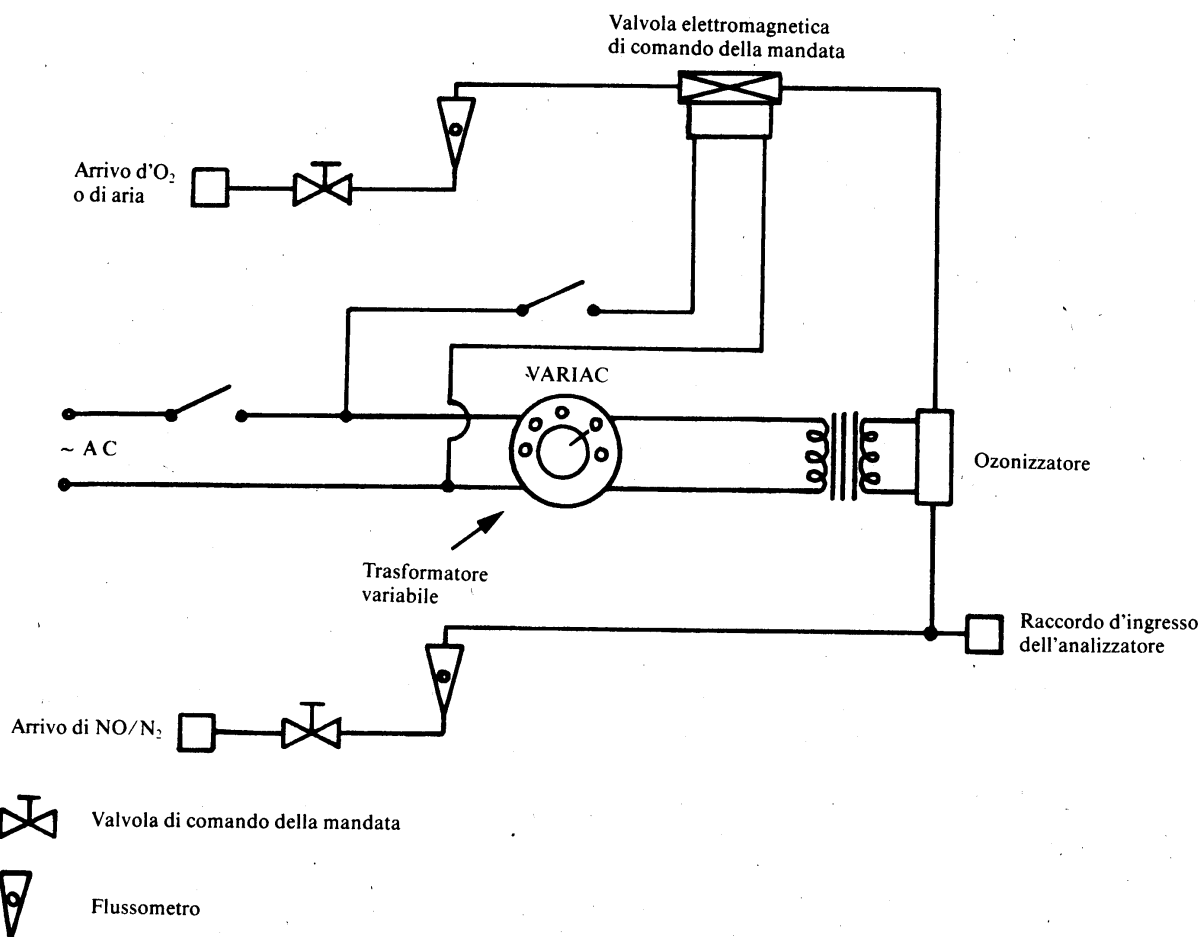 Valvola elettromagnetica
di comando della mandata
Arrivo d'O₂
o di aria
VARIAC
~ AC
Ozonizzatore
Trasformatore
variabile
Raccordo d'ingresso
dell'analizzatore
Arrivo di NO/N₂
Valvola di comando della mandata
Flussometro